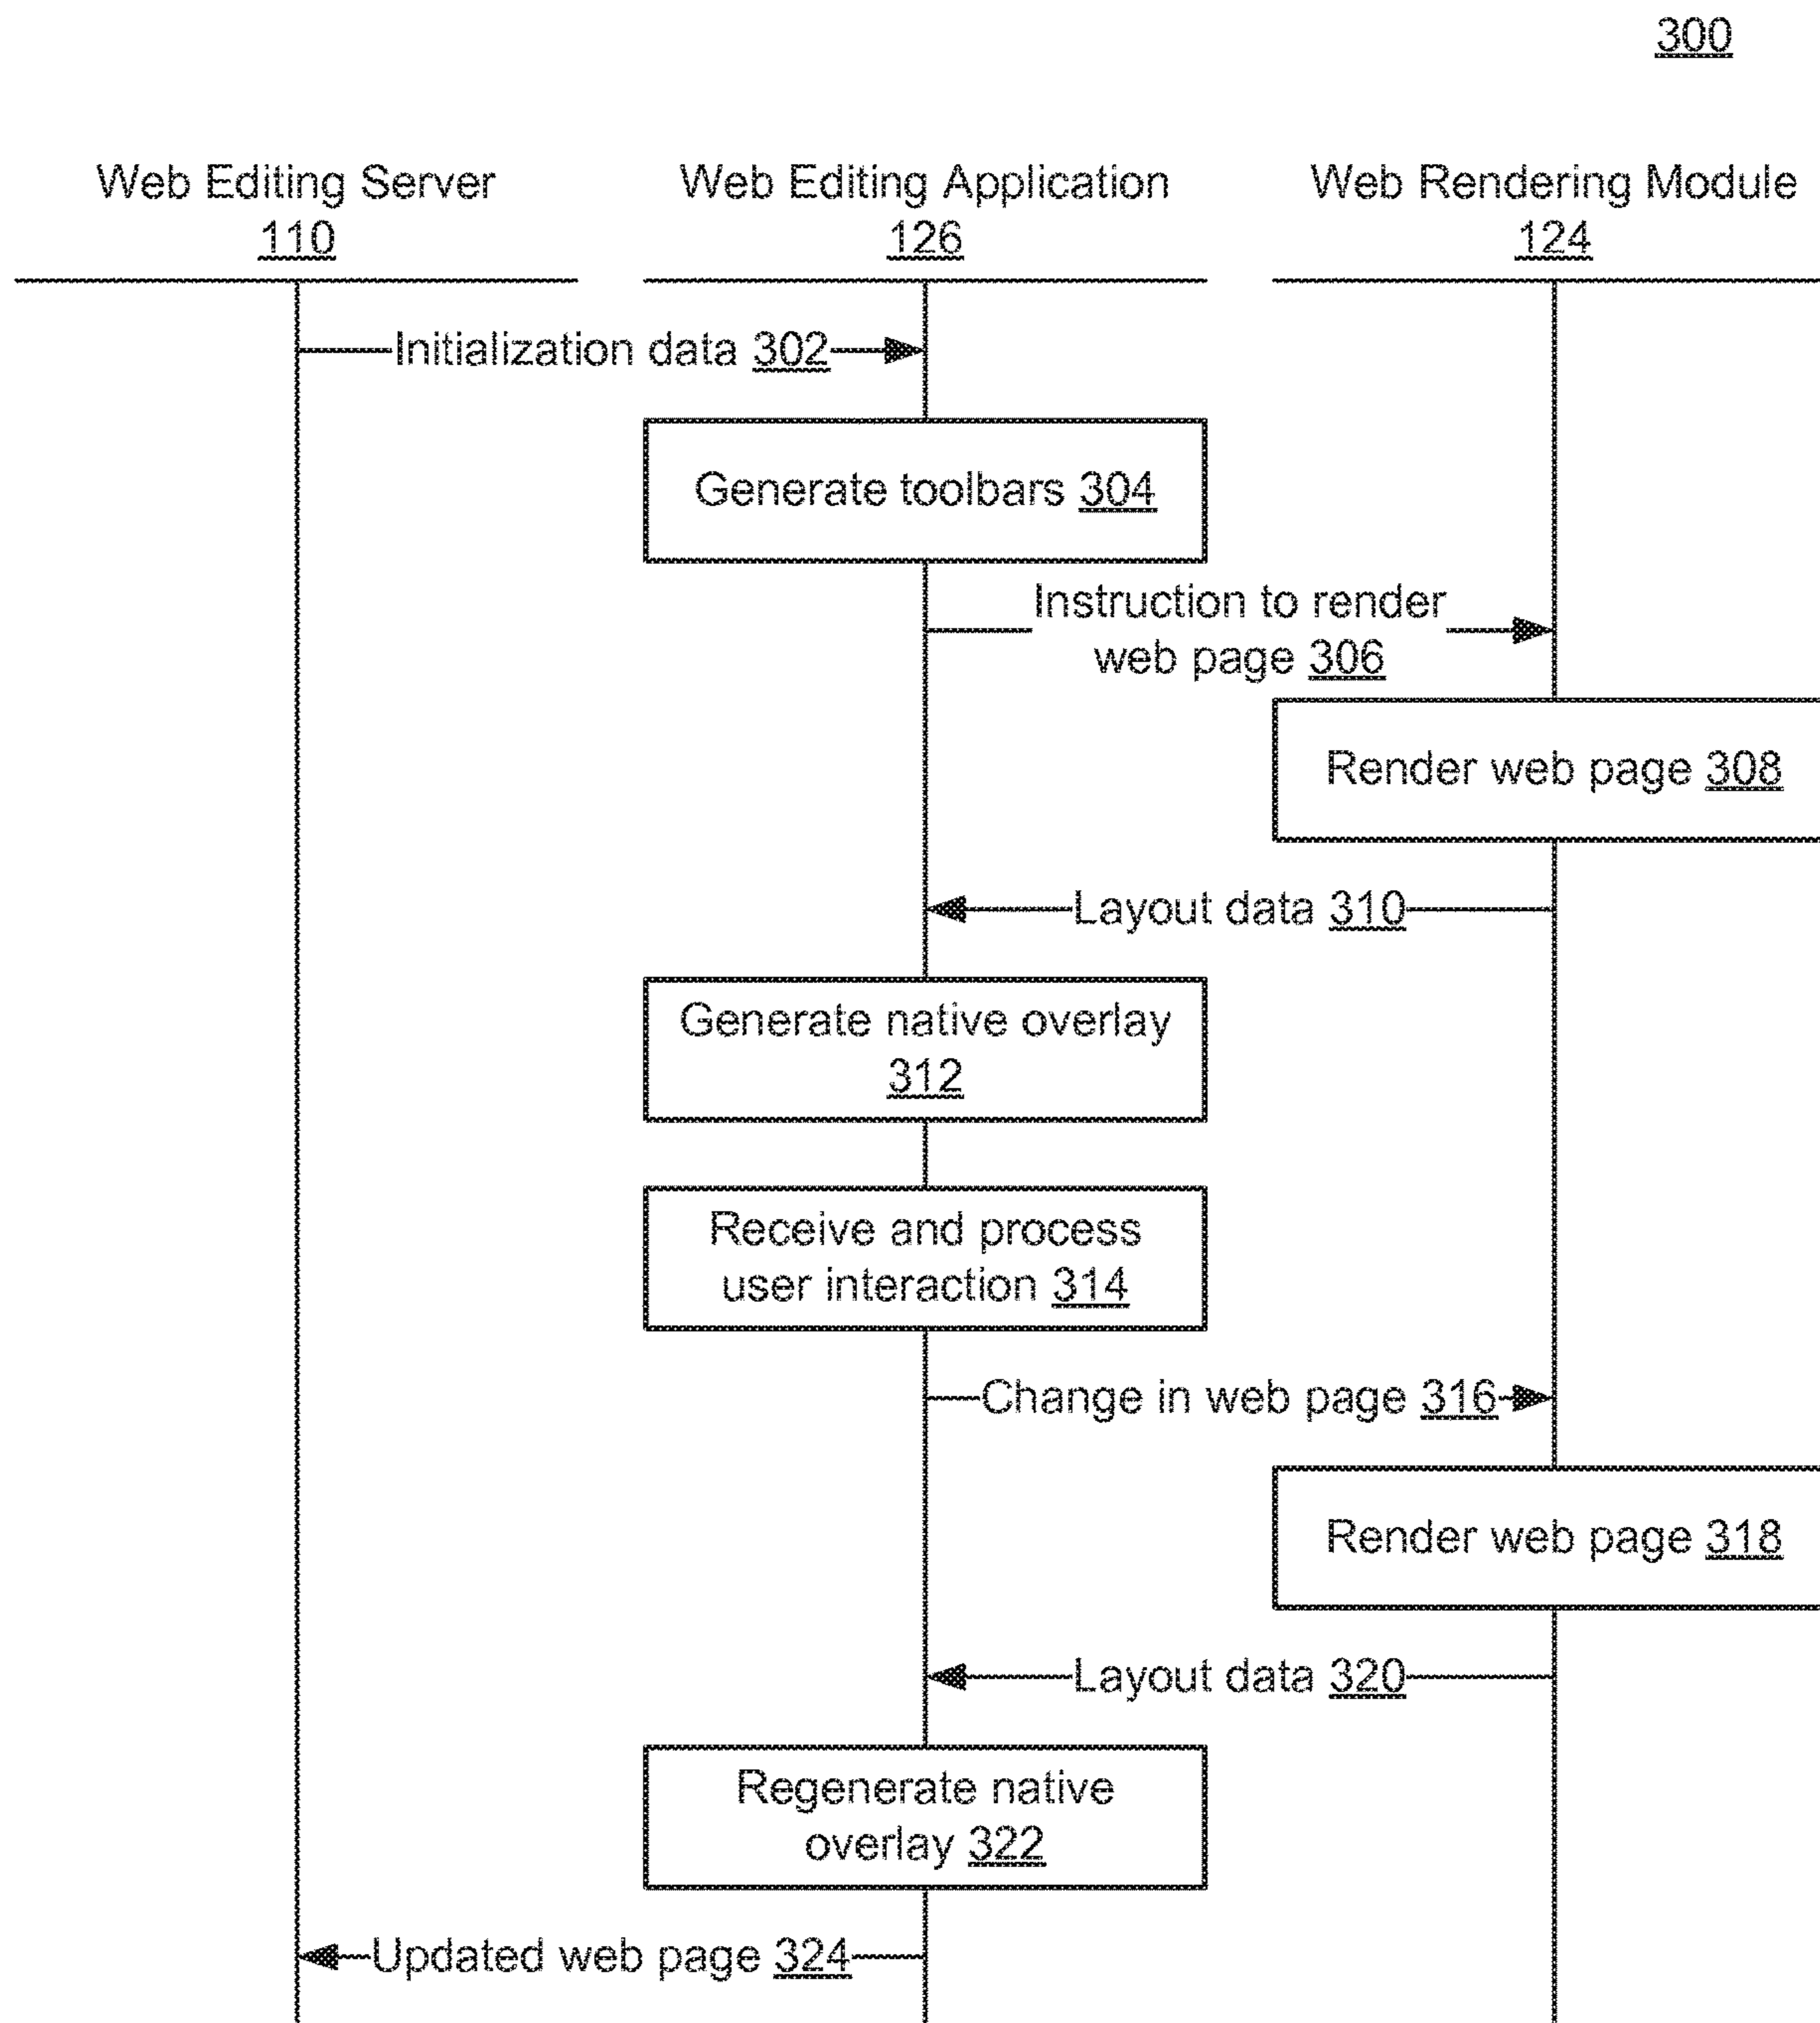 300
Web Editing Server
110
Web Editing Application
126
Web Rendering Module
124
Initialization data 302
Generate toolbars 304
Instruction to render
web page 306
Render web page 308
Layout data 310
Generate native overlay
312
Receive and process
user interaction 314
Change in web page 316
Render web page 318
Layout data 320
Regenerate native
overlay 322
Updated web page 324